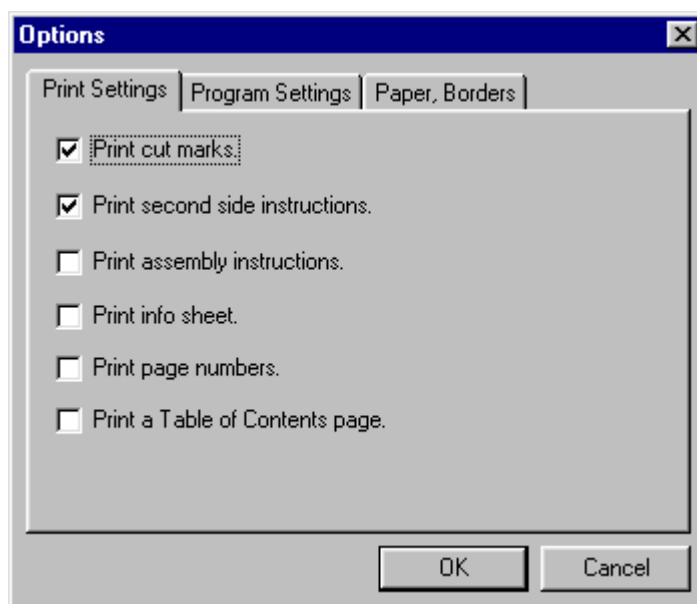 Options
Print Settings Program Settings Paper, Borders
Print cut marks.
Print second side instructions.
Print assembly instructions.
Print info sheet.
Print page numbers.
Print a Table of Contents page.
OK Cancel